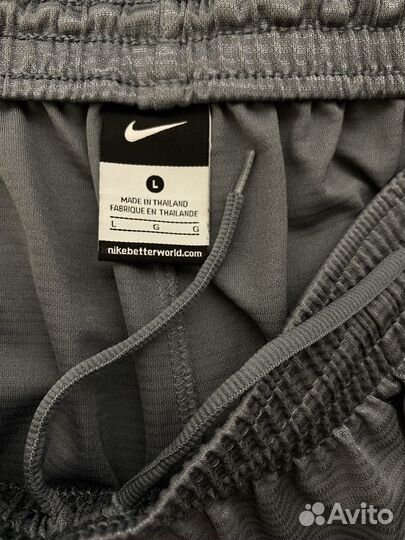 L
MADE IN THAILAND
FABRIQUE EN THAILANDE
L G G
nikebetterworld.com
Avito